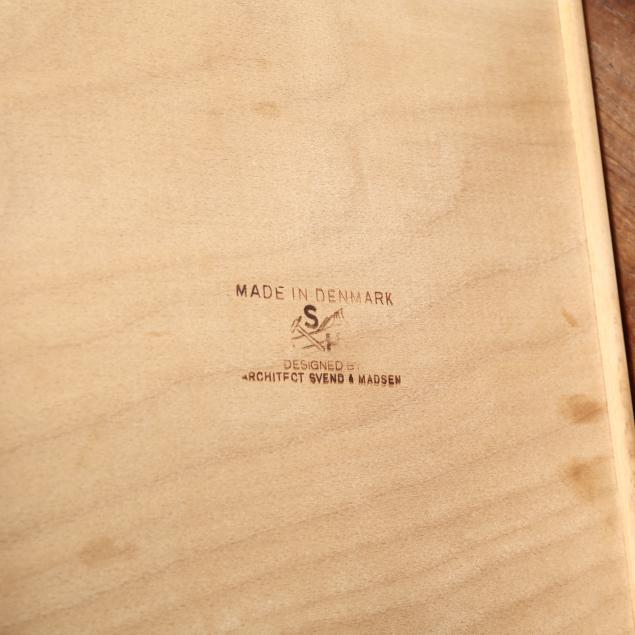 MADE IN DENMARK
S
H
DESIGNED BY
ARCHITECT SVEND A MADSEN